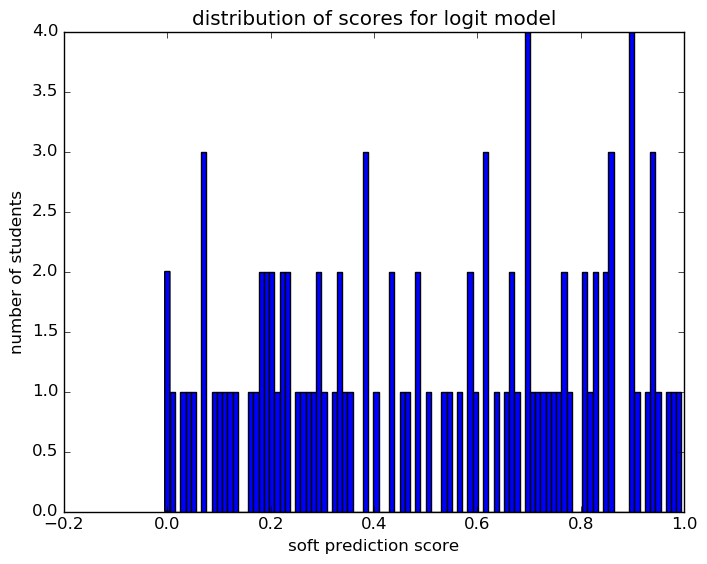 distribution of scores for logit model
4.0
3.5
3.0
2.5
2.0
1.5
1.0
0.5
0.0
number of students
−0.2 0.0 0.2 0.4 0.6 0.8 1.0
soft prediction score